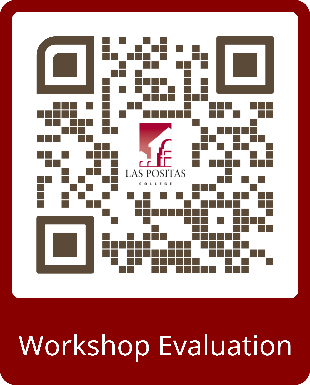 LAS POSITAS
COLLEGE
Workshop Evaluation